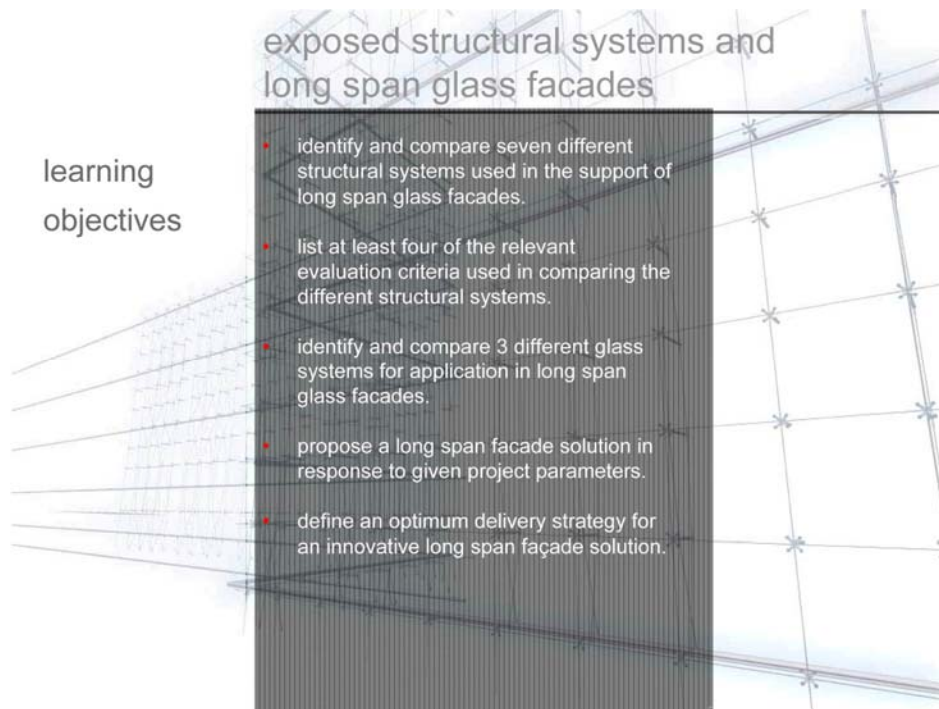 exposed structural systems and
long span glass facades
learning
objectives
• identify and compare seven different
structural systems used in the support of
long span glass facades.
• list at least four of the relevant
evaluation criteria used in comparing the
different structural systems.
• identify and compare 3 different glass
systems for application in long span
glass facades.
• propose a long span facade solution in
response to given project parameters.
• define an optimum delivery strategy for
an innovative long span façade solution.